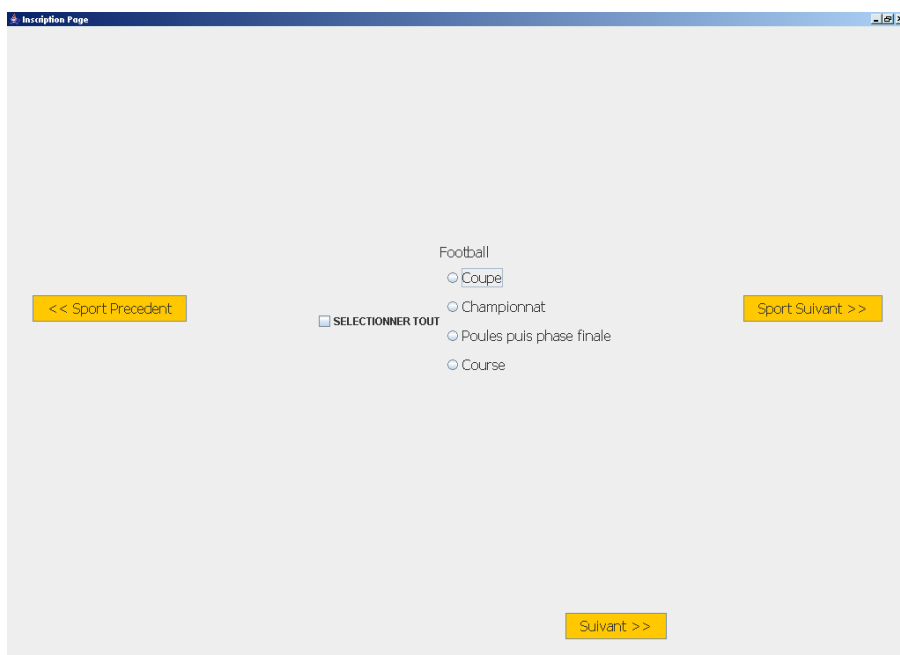 Inscription Page
Football
Coupe
<< Sport Precedent
Championnat
Sport Suivant >>
SELECTIONNER TOUT
Poules puis phase finale
Course
Suivant >>